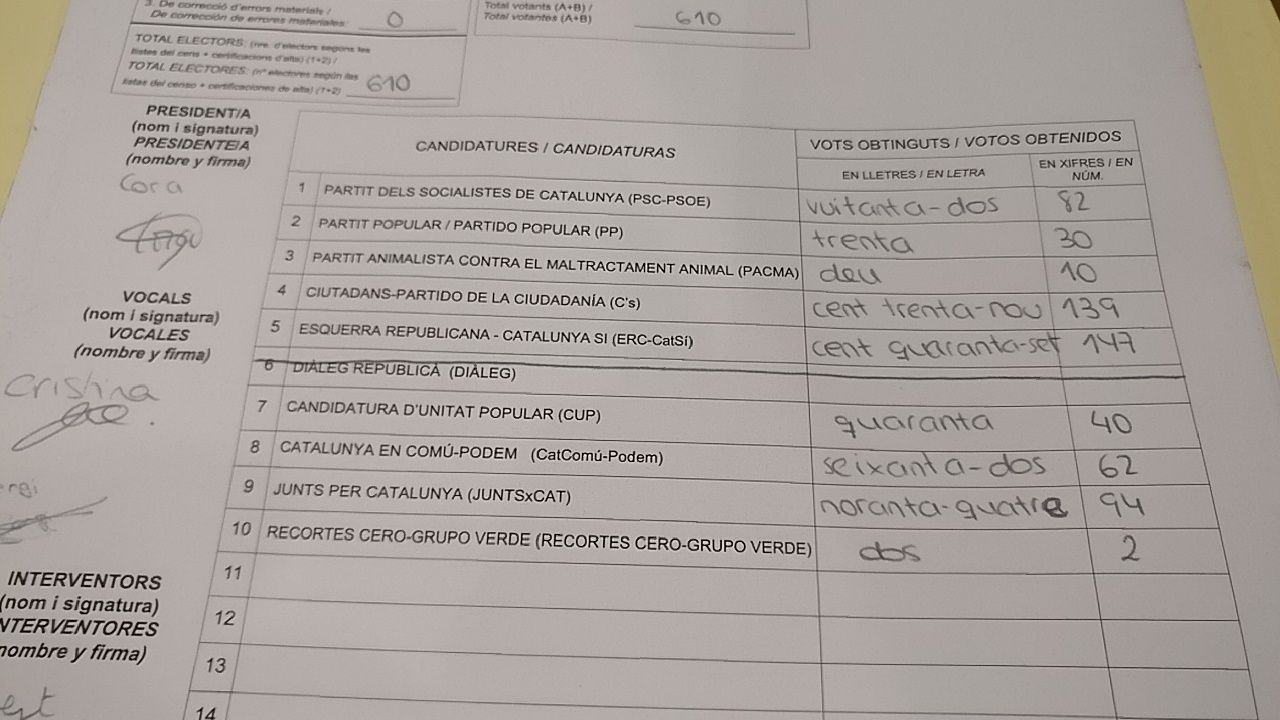 3. De correcció d'errors materials /
De corrección de errores materiales: 0
Total votants (A+B) /
Total votantes (A+B) 610
TOTAL ELECTORS: (nre. d'electors segons les
llistes del cens + certificacions d'alta) (1+2) /
TOTAL ELECTORES: (nº electores según las
listas del censo + certificaciones de alta) (1+2) 610
PRESIDENT/A
(nom i signatura)
PRESIDENTE/A
(nombre y firma)
Cora
VOCALS
(nom i signatura)
VOCALES
(nombre y firma)
Cristina
INTERVENTORS
(nom i signatura)
NTERVENTORES
nombre y firma)
CANDIDATURES / CANDIDATURAS
VOTS OBTINGUTS / VOTOS OBTENIDOS
EN LLETRES / EN LETRA
EN XIFRES / EN
NÚM.
1 PARTIT DELS SOCIALISTES DE CATALUNYA (PSC-PSOE) vuitanta-dos 82
2 PARTIT POPULAR / PARTIDO POPULAR (PP) trenta 30
3 PARTIT ANIMALISTA CONTRA EL MALTRACTAMENT ANIMAL (PACMA) deu 10
4 CIUTADANS-PARTIDO DE LA CIUDADANÍA (C's) cent trenta-nou 139
5 ESQUERRA REPUBLICANA - CATALUNYA SI (ERC-CatSí) cent quaranta-set 147
6 DIÀLEG REPUBLICÀ (DIÀLEG)
7 CANDIDATURA D'UNITAT POPULAR (CUP) quaranta 40
8 CATALUNYA EN COMÚ-PODEM (CatComú-Podem) seixanta-dos 62
9 JUNTS PER CATALUNYA (JUNTSxCAT) noranta-quatre 94
10 RECORTES CERO-GRUPO VERDE (RECORTES CERO-GRUPO VERDE) dos 2
11
12
13
14